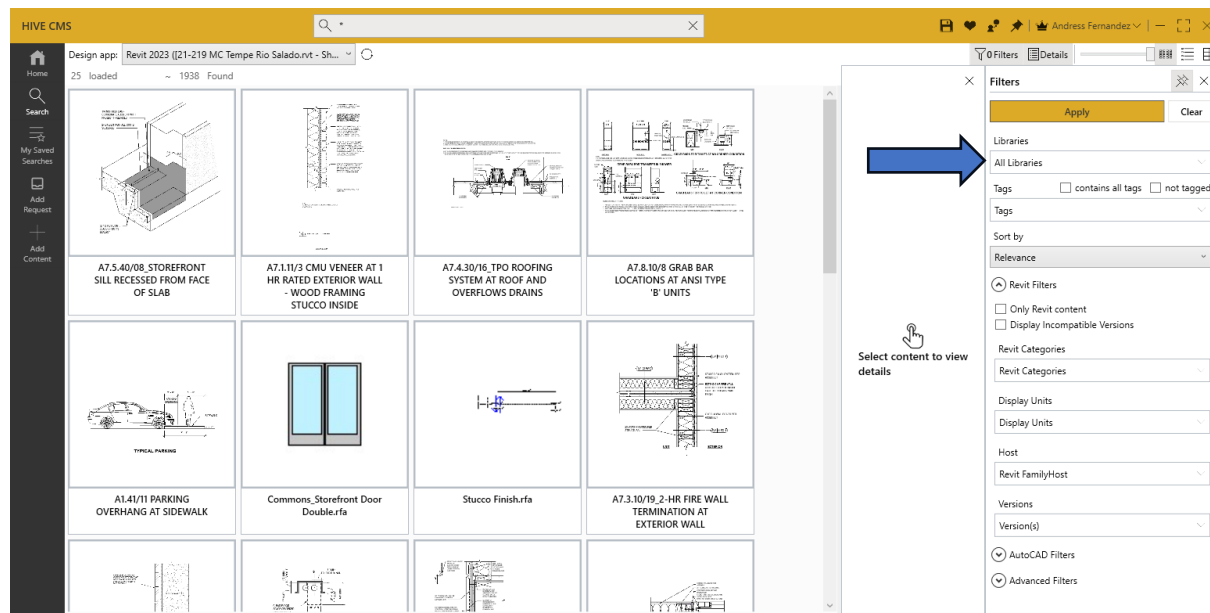 HIVE CMS
*
Andress Fernandez
Home
Search
My Saved
Searches
Add
Request
Add
Content
Design app:
Revit 2023 ([21-219 MC Tempe Rio Salado.rvt - Sh...
0 Filters
Details
25 loaded
~ 1938 Found
A7.5.40/08_STOREFRONT
SILL RECESSED FROM FACE
OF SLAB
A7.1.11/3 CMU VENEER AT 1
HR RATED EXTERIOR WALL
- WOOD FRAMING
STUCCO INSIDE
A7.4.30/16_TPO ROOFING
SYSTEM AT ROOF AND
OVERFLOWS DRAINS
A7.8.10/8 GRAB BAR
LOCATIONS AT ANSI TYPE
'B' UNITS
TYPICAL PARKING
A1.41/11 PARKING
OVERHANG AT SIDEWALK
Commons_Storefront Door
Double.rfa
Stucco Finish.rfa
A7.3.10/19_2-HR FIRE WALL
TERMINATION AT
EXTERIOR WALL
Select content to view
details
Filters
Apply
Clear
Libraries
All Libraries
Tags
contains all tags
not tagged
Tags
Sort by
Relevance
Revit Filters
Only Revit content
Display Incompatible Versions
Revit Categories
Revit Categories
Display Units
Display Units
Host
Revit FamilyHost
Versions
Version(s)
AutoCAD Filters
Advanced Filters